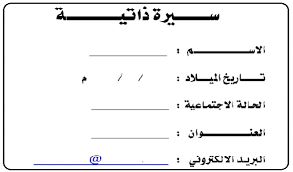 سيرة ذاتية
الاسم :
تاريخ الميلاد : / / م
الحالة الاجتماعية :
العنوان :
البريد الالكتروني : @